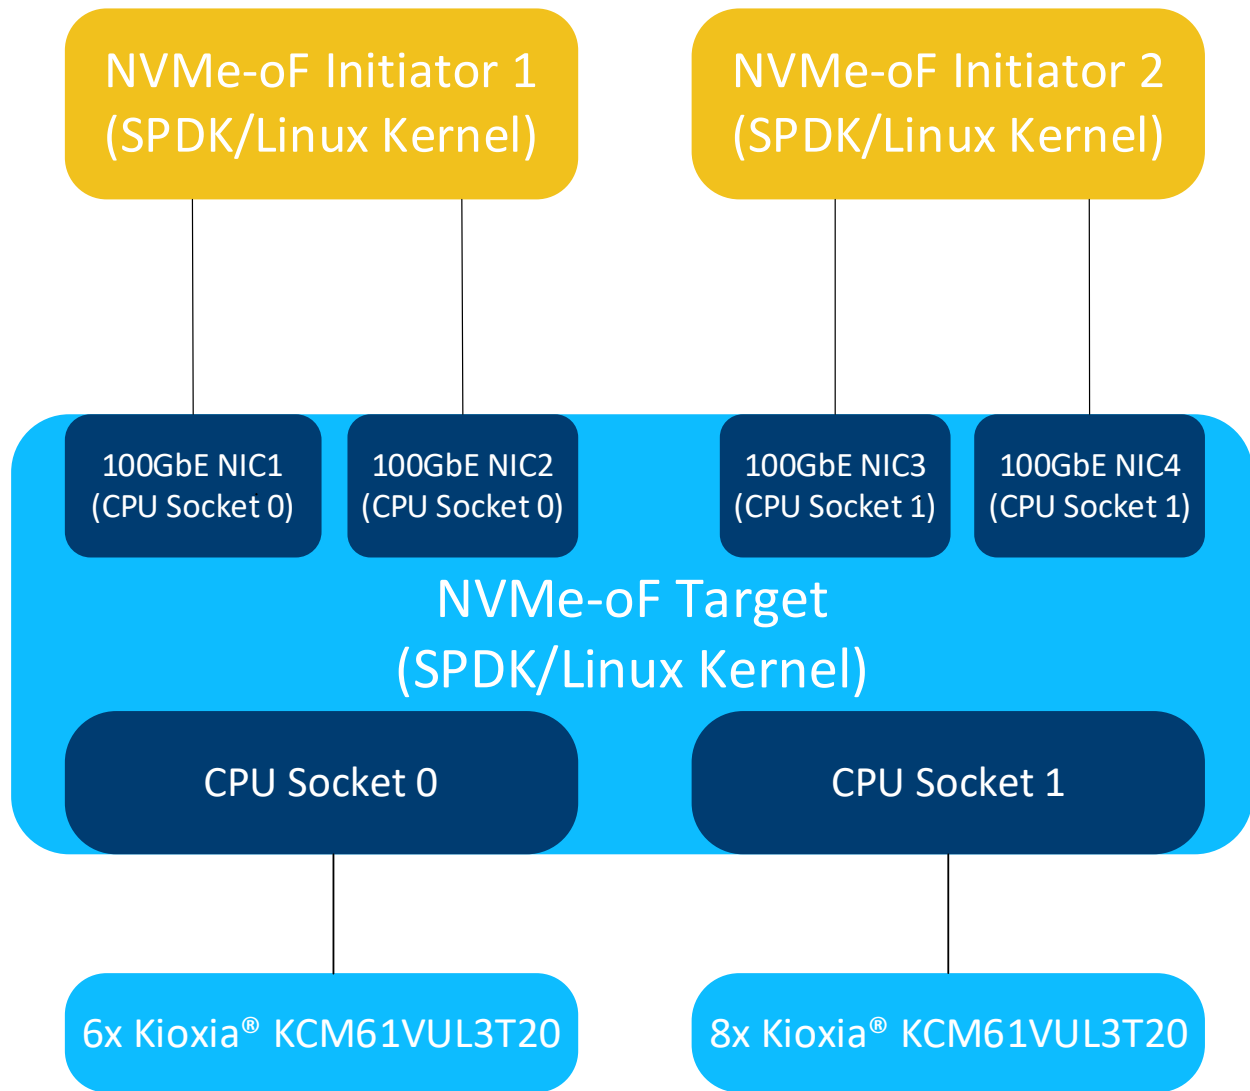 NVMe-oF Initiator 1
(SPDK/Linux Kernel)
NVMe-oF Initiator 2
(SPDK/Linux Kernel)
100GbE NIC1
(CPU Socket 0)
100GbE NIC2
(CPU Socket 0)
100GbE NIC3
(CPU Socket 1)
100GbE NIC4
(CPU Socket 1)
NVMe-oF Target
(SPDK/Linux Kernel)
CPU Socket 0
CPU Socket 1
6x Kioxia® KCM61VUL3T20
8x Kioxia® KCM61VUL3T20